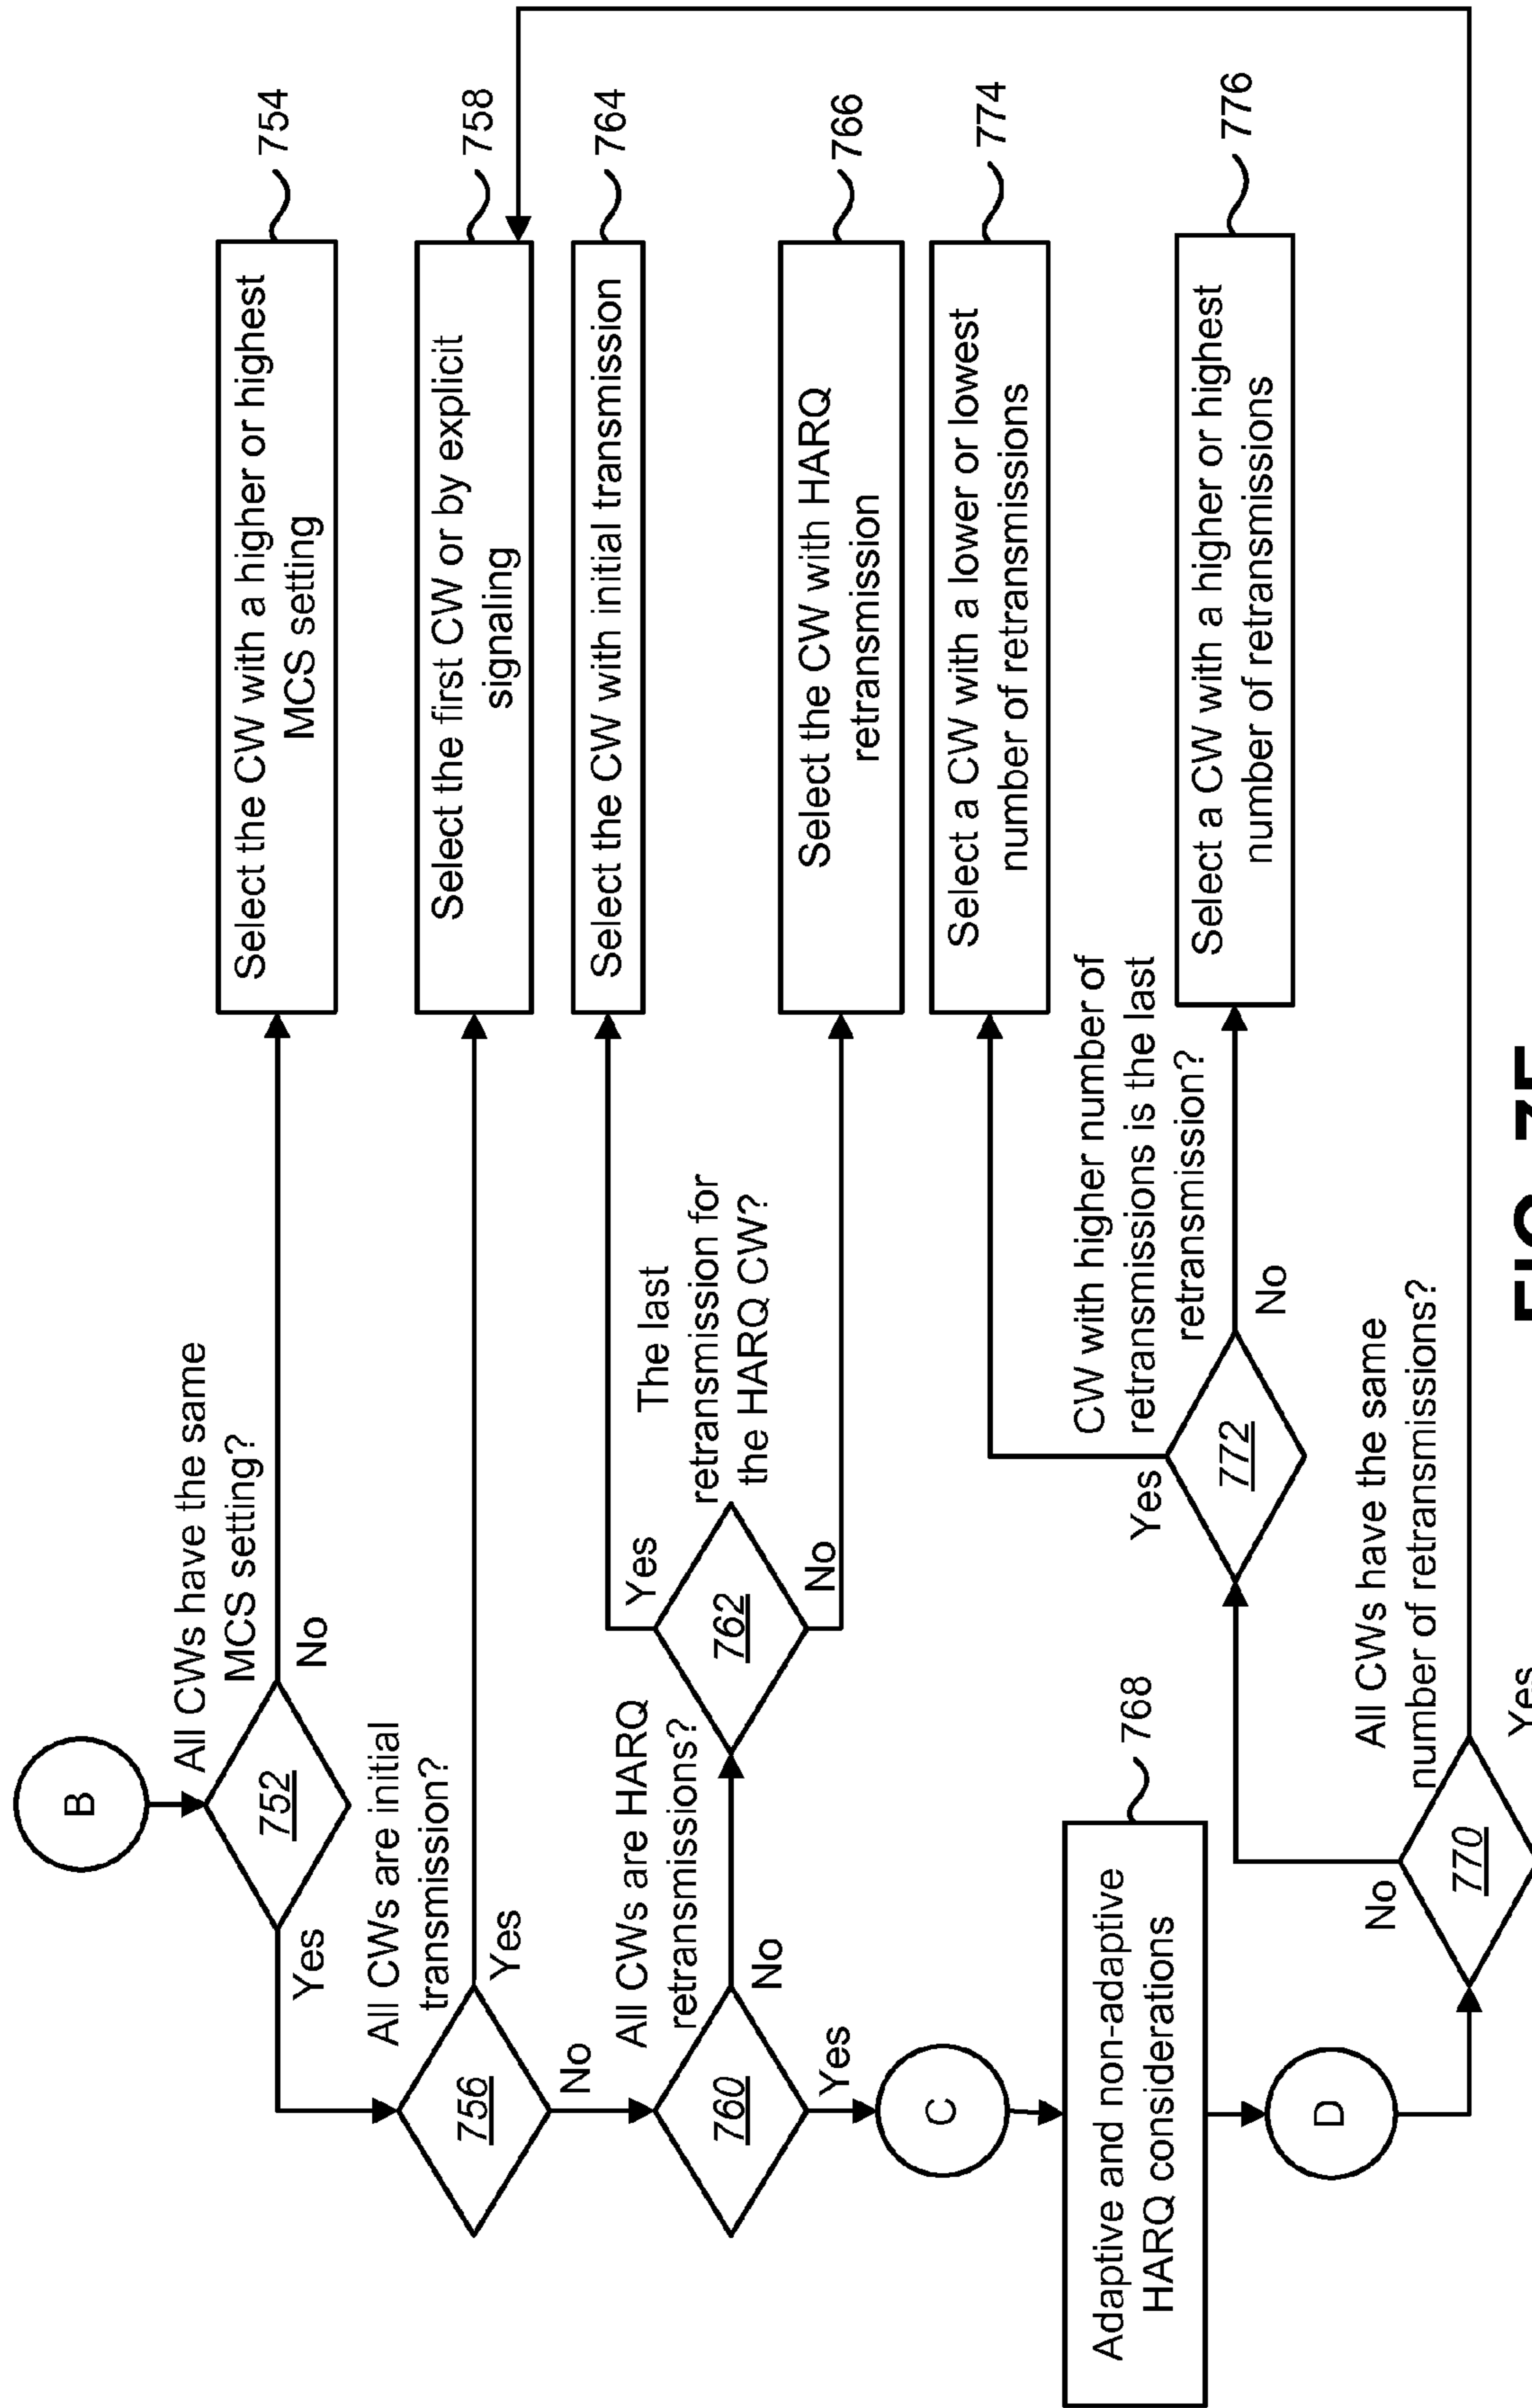 B
All CWs have the same
MCS setting?
752
Yes
No
Select the CW with a higher or highest
MCS setting
754
All CWs are initial
transmission?
756
Yes
No
Select the first CW or by explicit
signaling
758
All CWs are HARQ
retransmissions?
760
No
Yes
The last
retransmission for
the HARQ CW?
762
Yes
No
Select the CW with initial transmission
764
Select the CW with HARQ
retransmission
766
C
Adaptive and non-adaptive
HARQ considerations
768
D
CW with higher number of
retransmissions is the last
retransmission?
772
Yes
No
Select a CW with a lower or lowest
number of retransmissions
774
Select a CW with a higher or highest
number of retransmissions
776
All CWs have the same
number of retransmissions?
770
No
Yes
FIG